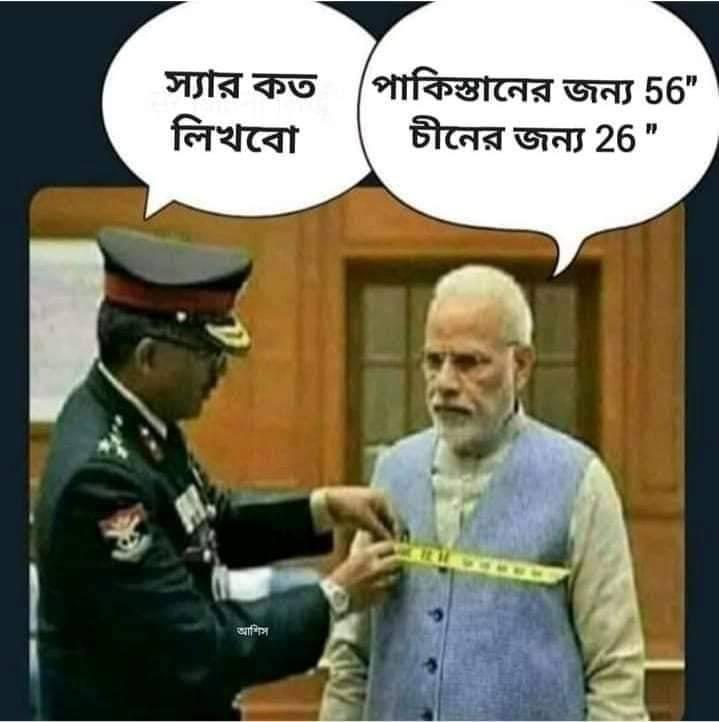 স্যার কত
লিখবো
পাকিস্তানের জন্য 56"
চীনের জন্য 26 "
আশিস